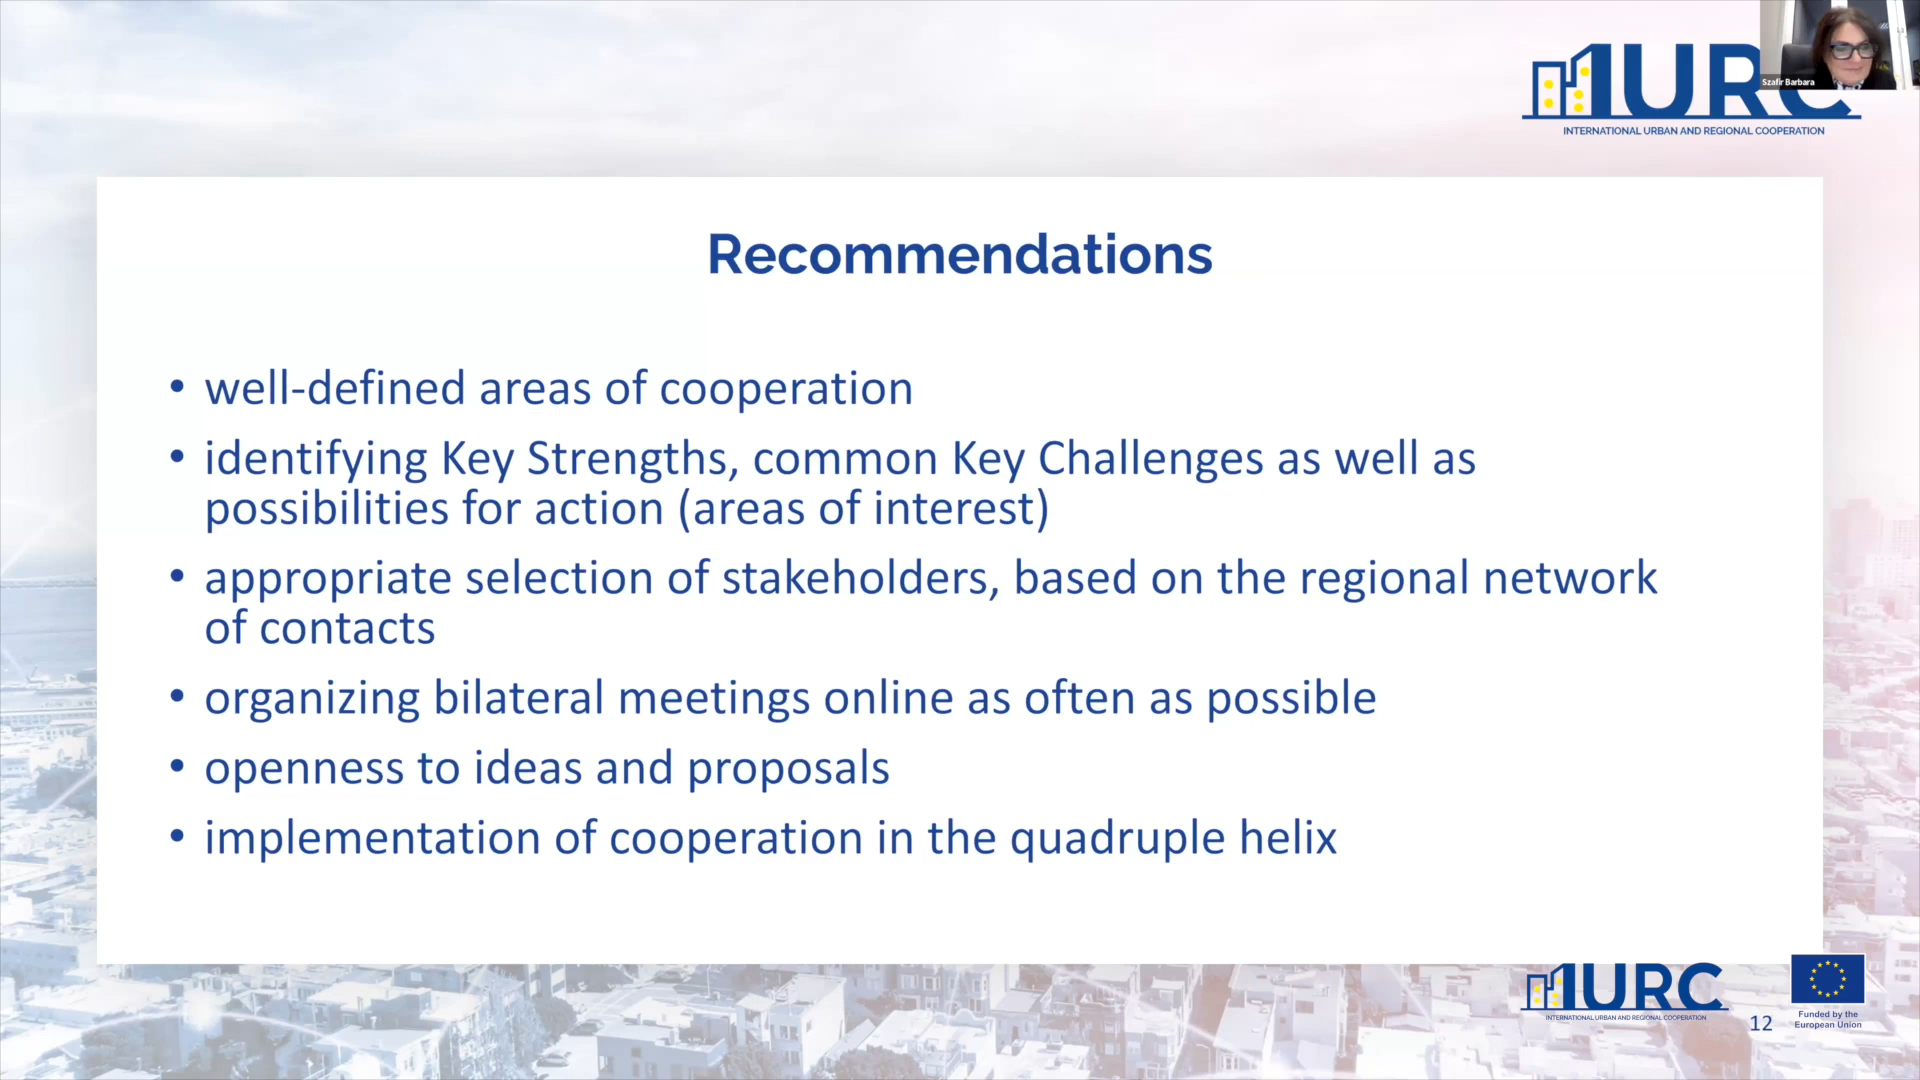 IURC
Szafir Barbara
INTERNATIONAL URBAN AND REGIONAL COOPERATION
Recommendations
• well-defined areas of cooperation
• identifying Key Strengths, common Key Challenges as well as
possibilities for action (areas of interest)
• appropriate selection of stakeholders, based on the regional network
of contacts
• organizing bilateral meetings online as often as possible
• openness to ideas and proposals
• implementation of cooperation in the quadruple helix
IURC
INTERNATIONAL URBAN AND REGIONAL COOPERATION
12
Funded by the
European Union